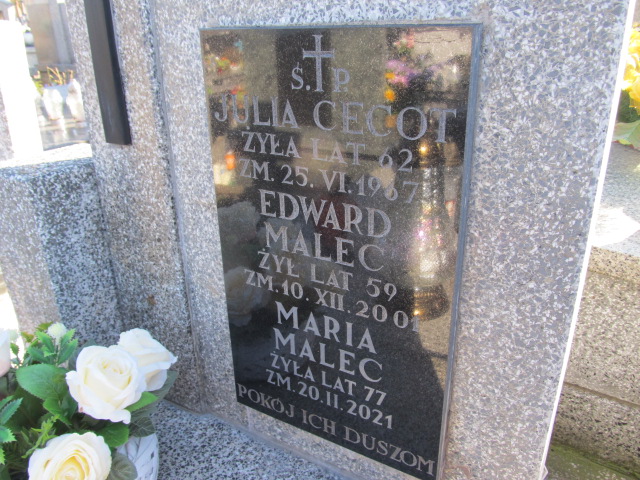 Ś. P.
JULIA CECOT
ŻYŁA LAT 62
ZM. 25. VI. 1967
EDWARD
MALEC
ŻYŁ LAT 59
ZM. 10. XII. 2001
MARIA
MALEC
ŻYŁA LAT 77
ZM. 20.11.2021
POKÓJ ICH DUSZOM